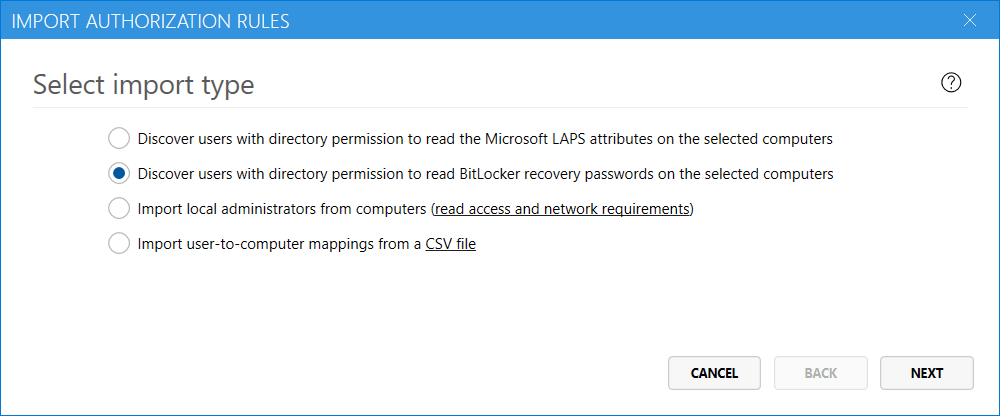 IMPORT AUTHORIZATION RULES
Select import type
?
Discover users with directory permission to read the Microsoft LAPS attributes on the selected computers
Discover users with directory permission to read BitLocker recovery passwords on the selected computers
Import local administrators from computers (read access and network requirements)
Import user-to-computer mappings from a CSV file
CANCEL BACK NEXT